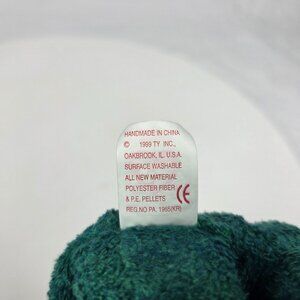 HANDMADE IN CHINA
© 1999 TY INC.,
OAKBROOK, IL. U.S.A.
SURFACE WASHABLE
ALL NEW MATERIAL
POLYESTER FIBER
& P.E. PELLETS CE
REG.NO PA. 1965(KR)